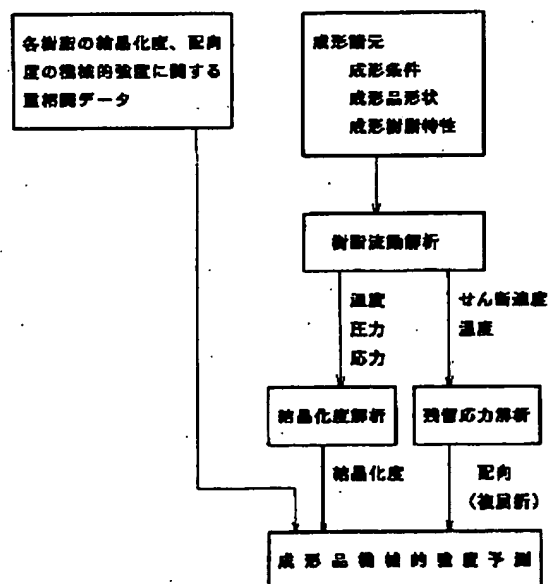 各樹脂の結晶化度、配向
度の機械的強度に関する
重相関データ
成形諸元
成形条件
成形品形状
成形樹脂特性
樹脂流動解析
温度
圧力
応力
せん断速度
温度
結晶化度解析
残留応力解析
結晶化度
配向
(複屈折)
成形品機械的強度予測